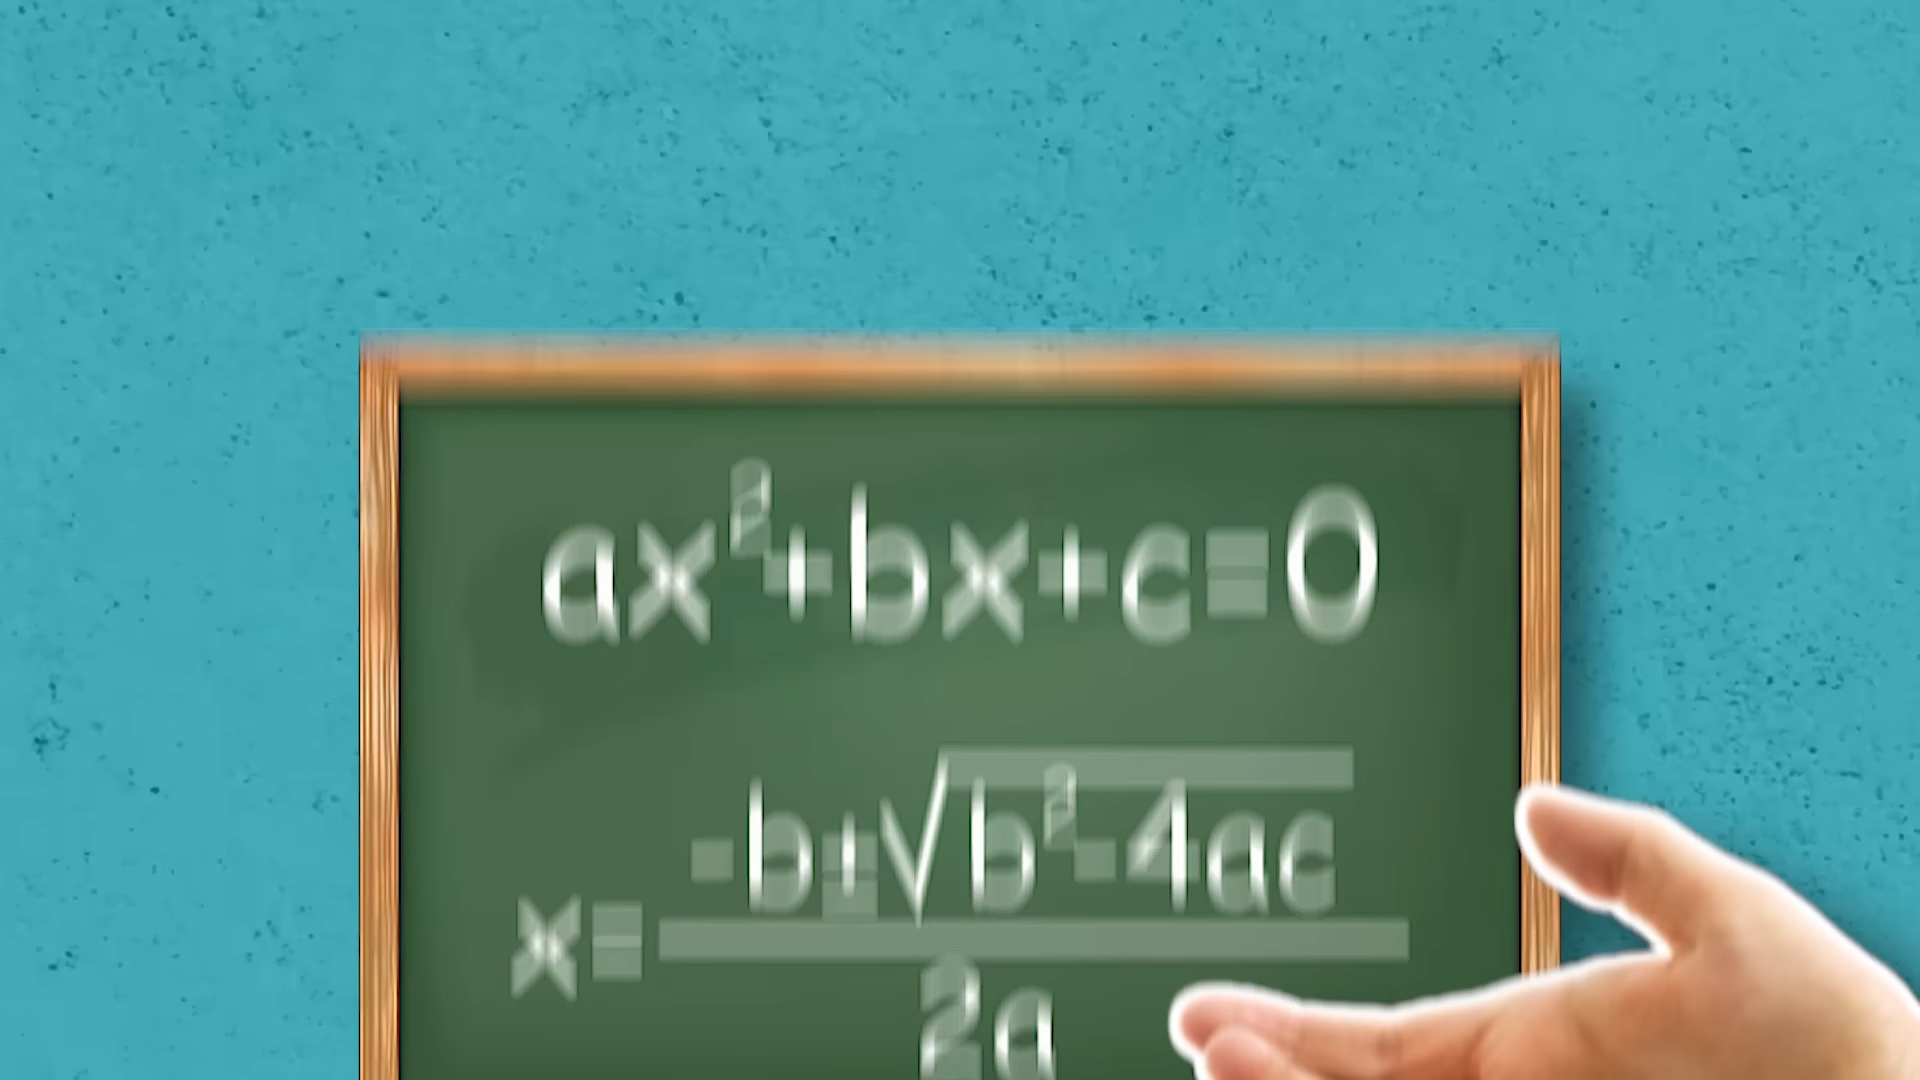 ax²+bx+c=0
x= -b±√b²-4ac
2a